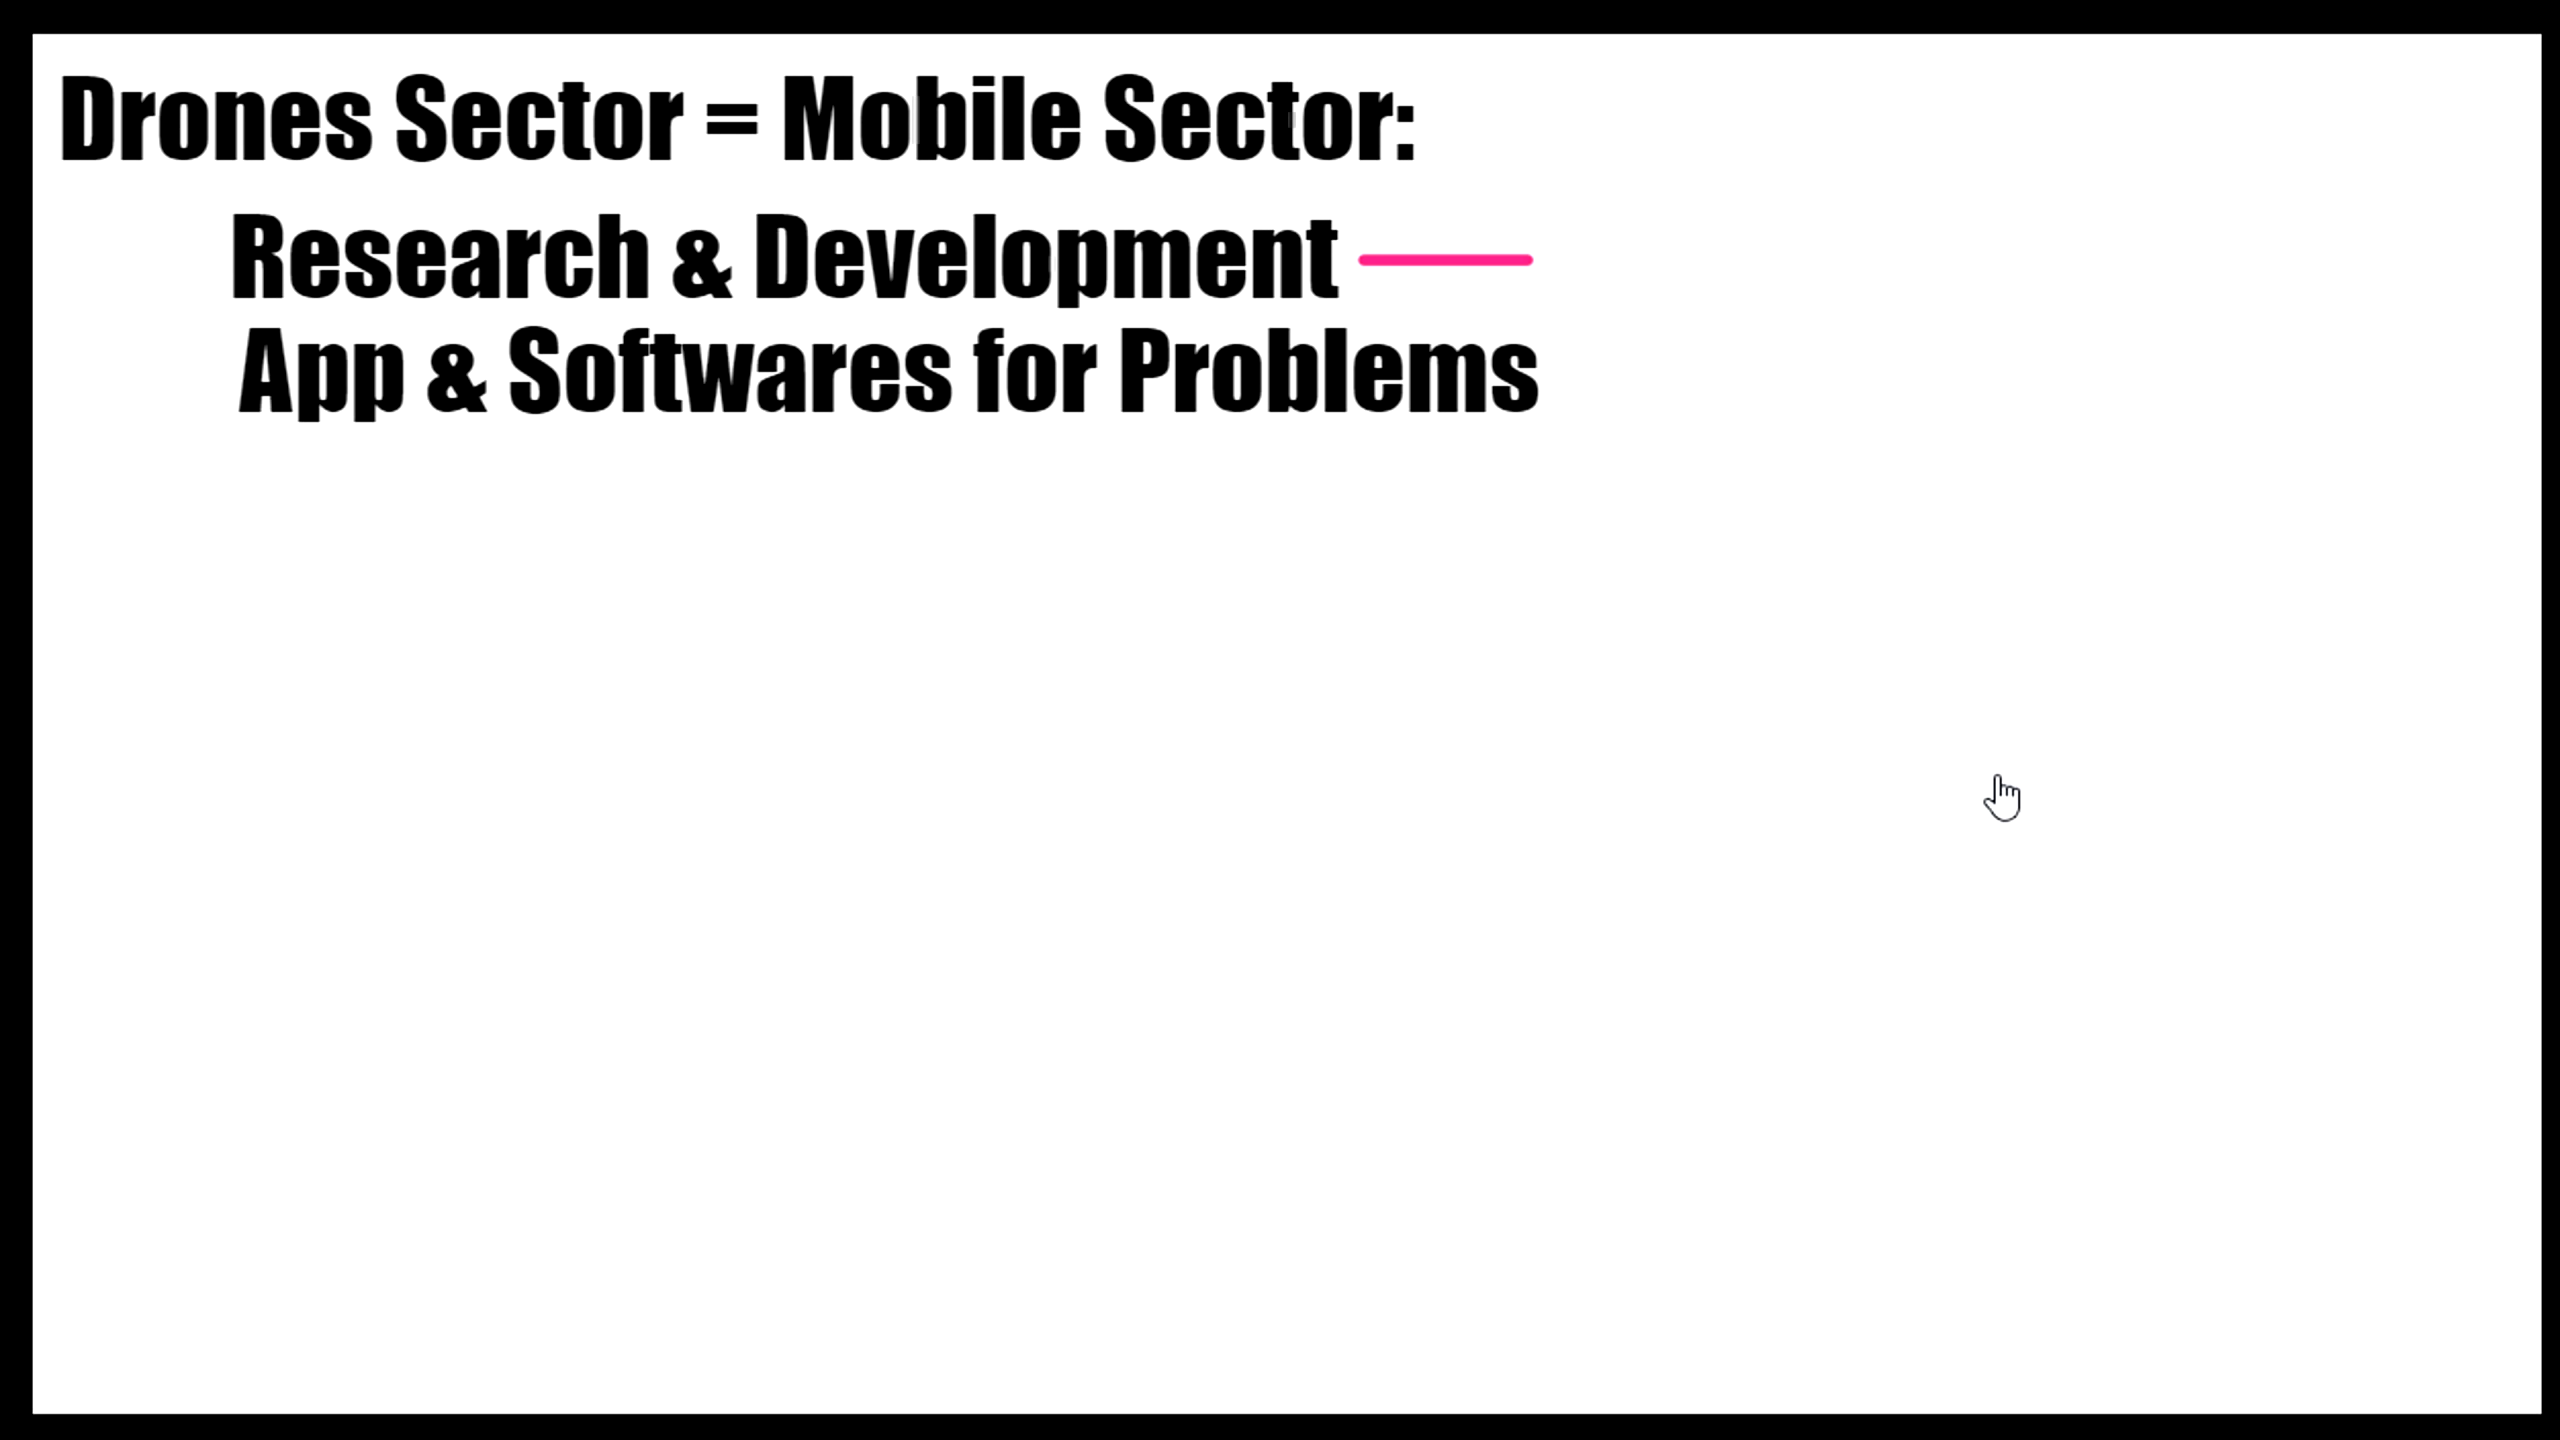 Drones Sector = Mobile Sector:
Research & Development
App & Softwares for Problems